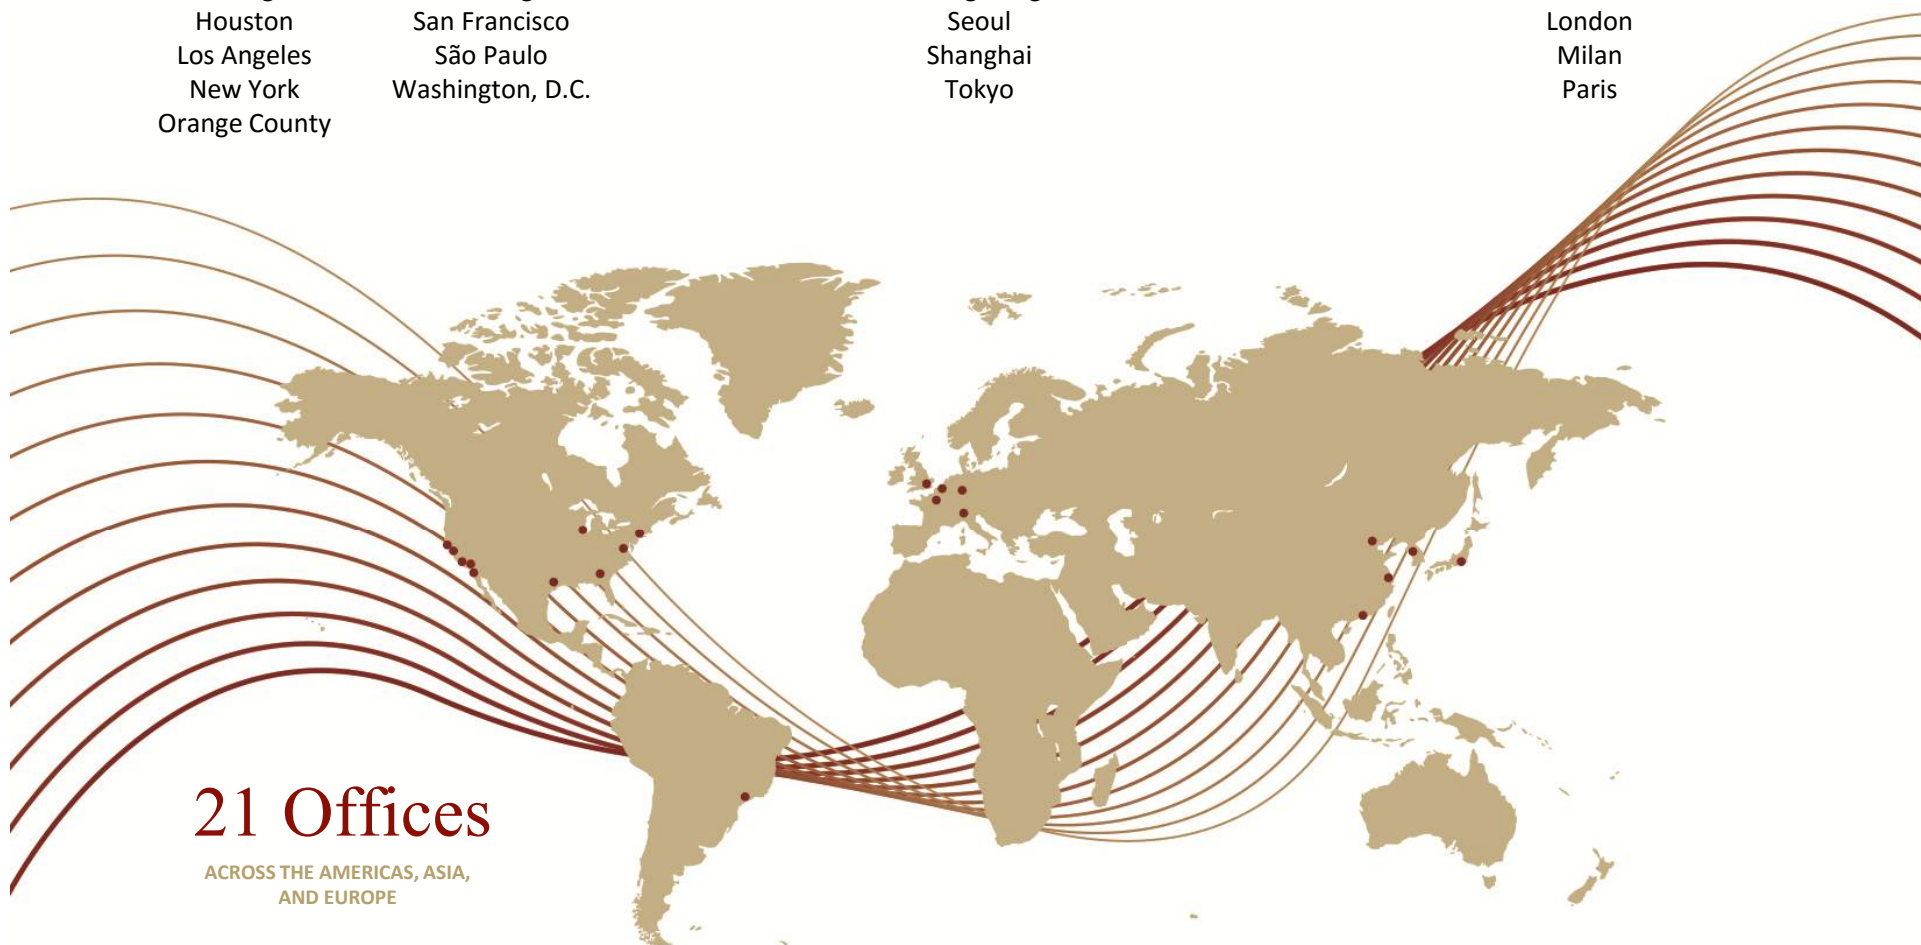 Houston
Los Angeles
New York
Orange County
San Francisco
São Paulo
Washington, D.C.
Seoul
Shanghai
Tokyo
London
Milan
Paris
21 Offices
ACROSS THE AMERICAS, ASIA,
AND EUROPE